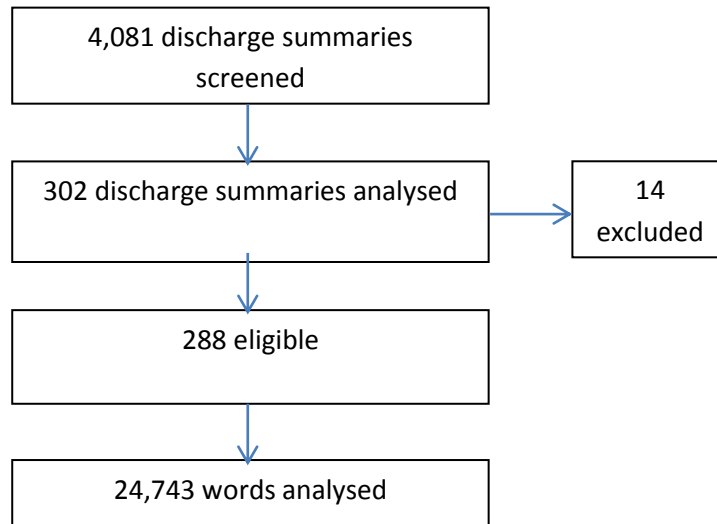 4,081 discharge summaries
screened
302 discharge summaries analysed
14
excluded
288 eligible
24,743 words analysed